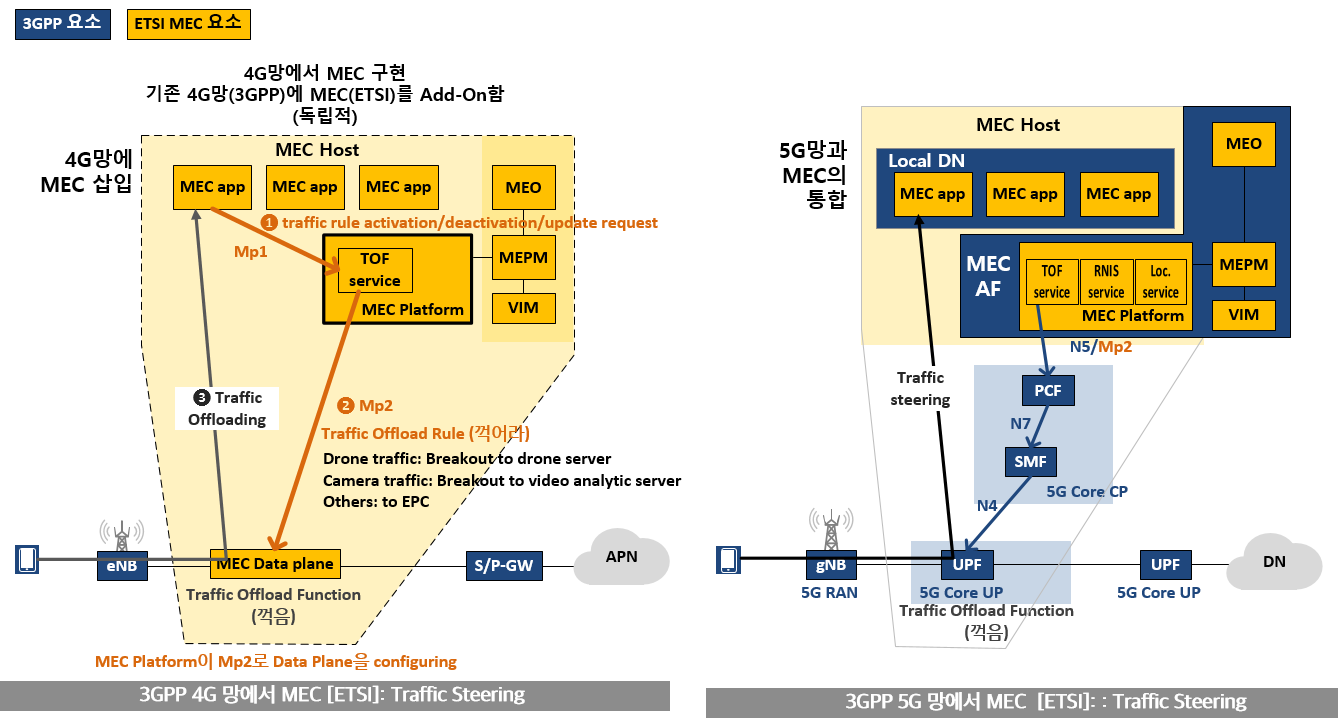 3GPP 요소
ETSI MEC 요소
4G망에서 MEC 구현
기존 4G망(3GPP)에 MEC(ETSI)를 Add-On함
(독립적)
4G망에
MEC 삽입
MEC Host
MEC app
MEC app
MEC app
MEO
❶ traffic rule activation/deactivation/update request
Mp1
TOF
service
MEC Platform
MEPM
VIM
❸ Traffic
Offloading
❷ Mp2
Traffic Offload Rule (꺽어라)
Drone traffic: Breakout to drone server
Camera traffic: Breakout to video analytic server
Others: to EPC
eNB
MEC Data plane
S/P-GW
APN
Traffic Offload Function
(꺽음)
MEC Platform이 Mp2로 Data Plane을 configuring
3GPP 4G 망에서 MEC [ETSI]: Traffic Steering
5G망과
MEC의
통합
MEC Host
Local DN
MEC app
MEC app
MEC app
MEO
MEC
AF
TOF
service
RNIS
service
Loc.
service
MEC Platform
MEPM
VIM
N5/Mp2
Traffic
steering
PCF
N7
SMF
5G Core CP
N4
gNB
UPF
UPF
DN
5G RAN
5G Core UP
5G Core UP
Traffic Offload Function
(꺽음)
3GPP 5G 망에서 MEC [ETSI]: : Traffic Steering